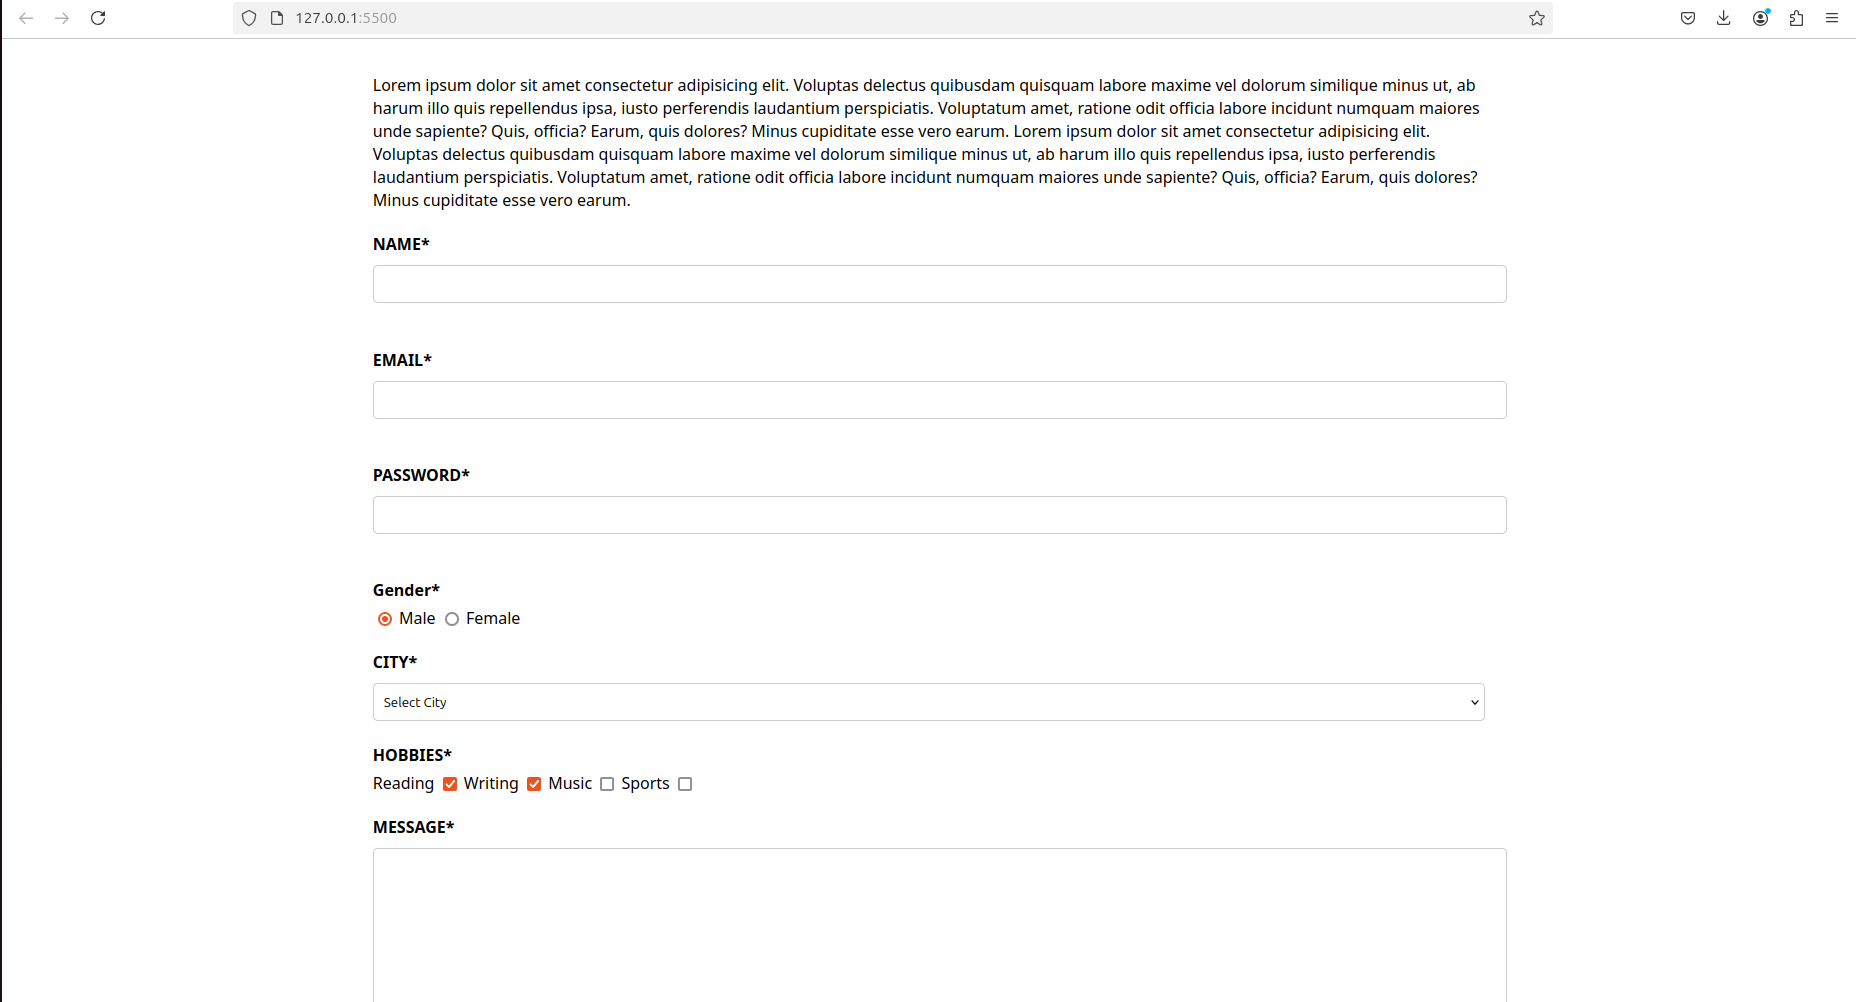 127.0.0.1:5500
Lorem ipsum dolor sit amet consectetur adipisicing elit. Voluptas delectus quibusdam quisquam labore maxime vel dolorum similique minus ut, ab
harum illo quis repellendus ipsa, iusto perferendis laudantium perspiciatis. Voluptatum amet, ratione odit officia labore incidunt numquam maiores
unde sapiente? Quis, officia? Earum, quis dolores? Minus cupiditate esse vero earum. Lorem ipsum dolor sit amet consectetur adipisicing elit.
Voluptas delectus quibusdam quisquam labore maxime vel dolorum similique minus ut, ab harum illo quis repellendus ipsa, iusto perferendis
laudantium perspiciatis. Voluptatum amet, ratione odit officia labore incidunt numquam maiores unde sapiente? Quis, officia? Earum, quis dolores?
Minus cupiditate esse vero earum.
NAME*
EMAIL*
PASSWORD*
Gender*
Male Female
CITY*
Select City
HOBBIES*
Reading Writing Music Sports
MESSAGE*